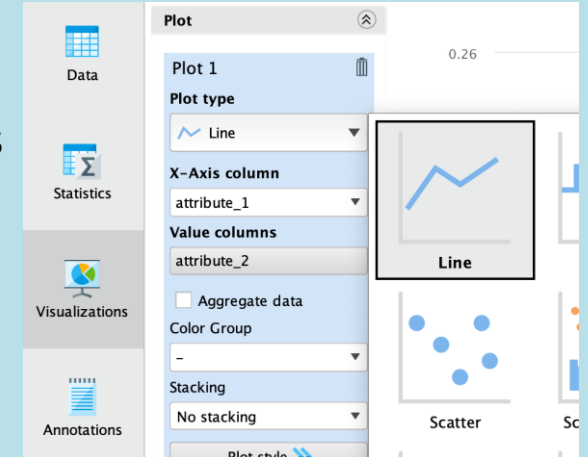 Data
Statistics
Visualizations
Annotations
Plot
Plot 1
Plot type
Line
X-Axis column
attribute_1
Value columns
attribute_2
Aggregate data
Color Group
-
Stacking
No stacking
Plot style
0.26
Line
Scatter